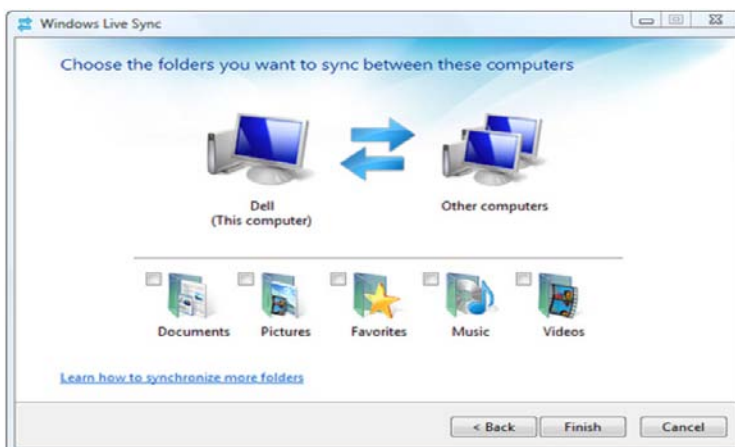 Windows Live Sync
Choose the folders you want to sync between these computers
Dell
(This computer)
Other computers
Documents
Pictures
Favorites
Music
Videos
Learn how to synchronize more folders
< Back
Finish
Cancel